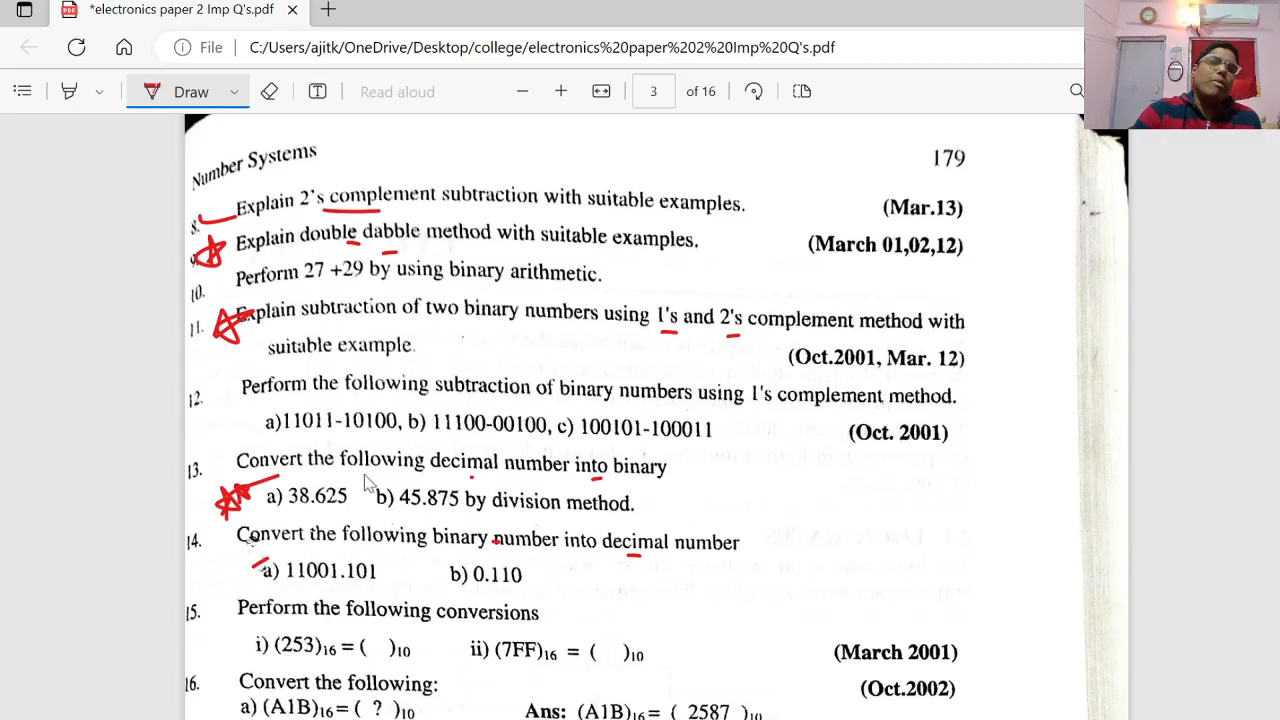 *electronics paper 2 Imp Q's.pdf
File C:/Users/ajitk/OneDrive/Desktop/college/electronics%20paper%202%20Imp%20Q's.pdf
Draw Read aloud 3 of 16
Number Systems 179
8. Explain 2's complement subtraction with suitable examples. (Mar.13)
9. Explain double dabble method with suitable examples. (March 01,02,12)
10. Perform 27 +29 by using binary arithmetic.
11. Explain subtraction of two binary numbers using 1's and 2's complement method with
suitable example. (Oct.2001, Mar. 12)
12. Perform the following subtraction of binary numbers using 1's complement method.
a)11011-10100, b) 11100-00100, c) 100101-100011 (Oct. 2001)
13. Convert the following decimal number into binary
a) 38.625 b) 45.875 by division method.
14. Convert the following binary number into decimal number
a) 11001.101 b) 0.110
15. Perform the following conversions
i) (253)₁₆ = ( )₁₀ ii) (7FF)₁₆ = ( )₁₀ (March 2001)
16. Convert the following: (Oct.2002)
a) (A1B)₁₆ = ( ? )₁₀ Ans: (A1B)₁₆ = ( 2587 )₁₀